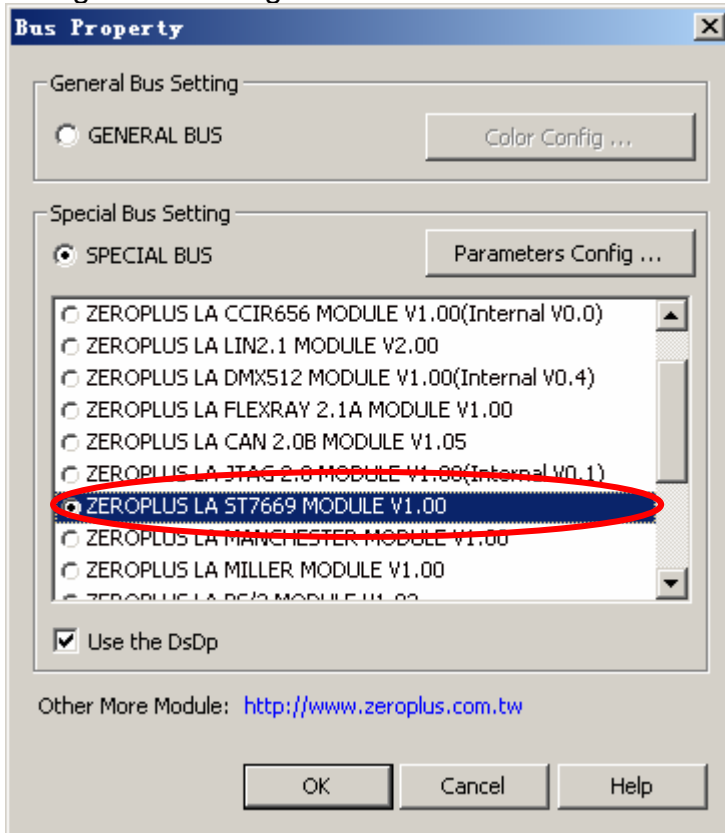 Bus Property
General Bus Setting
GENERAL BUS
Color Config ...
Special Bus Setting
SPECIAL BUS
Parameters Config ...
ZEROPLUS LA CCIR656 MODULE V1.00(Internal V0.0)
ZEROPLUS LA LIN2.1 MODULE V2.00
ZEROPLUS LA DMX512 MODULE V1.00(Internal V0.4)
ZEROPLUS LA FLEXRAY 2.1A MODULE V1.00
ZEROPLUS LA CAN 2.0B MODULE V1.05
ZEROPLUS LA JTAG 2.0 MODULE V1.00(Internal V0.1)
ZEROPLUS LA ST7669 MODULE V1.00
ZEROPLUS LA MANCHESTER MODULE V1.00
ZEROPLUS LA MILLER MODULE V1.00
ZEROPLUS LA PS/2 MODULE
Use the DsDp
Other More Module: http://www.zeroplus.com.tw
OK
Cancel
Help